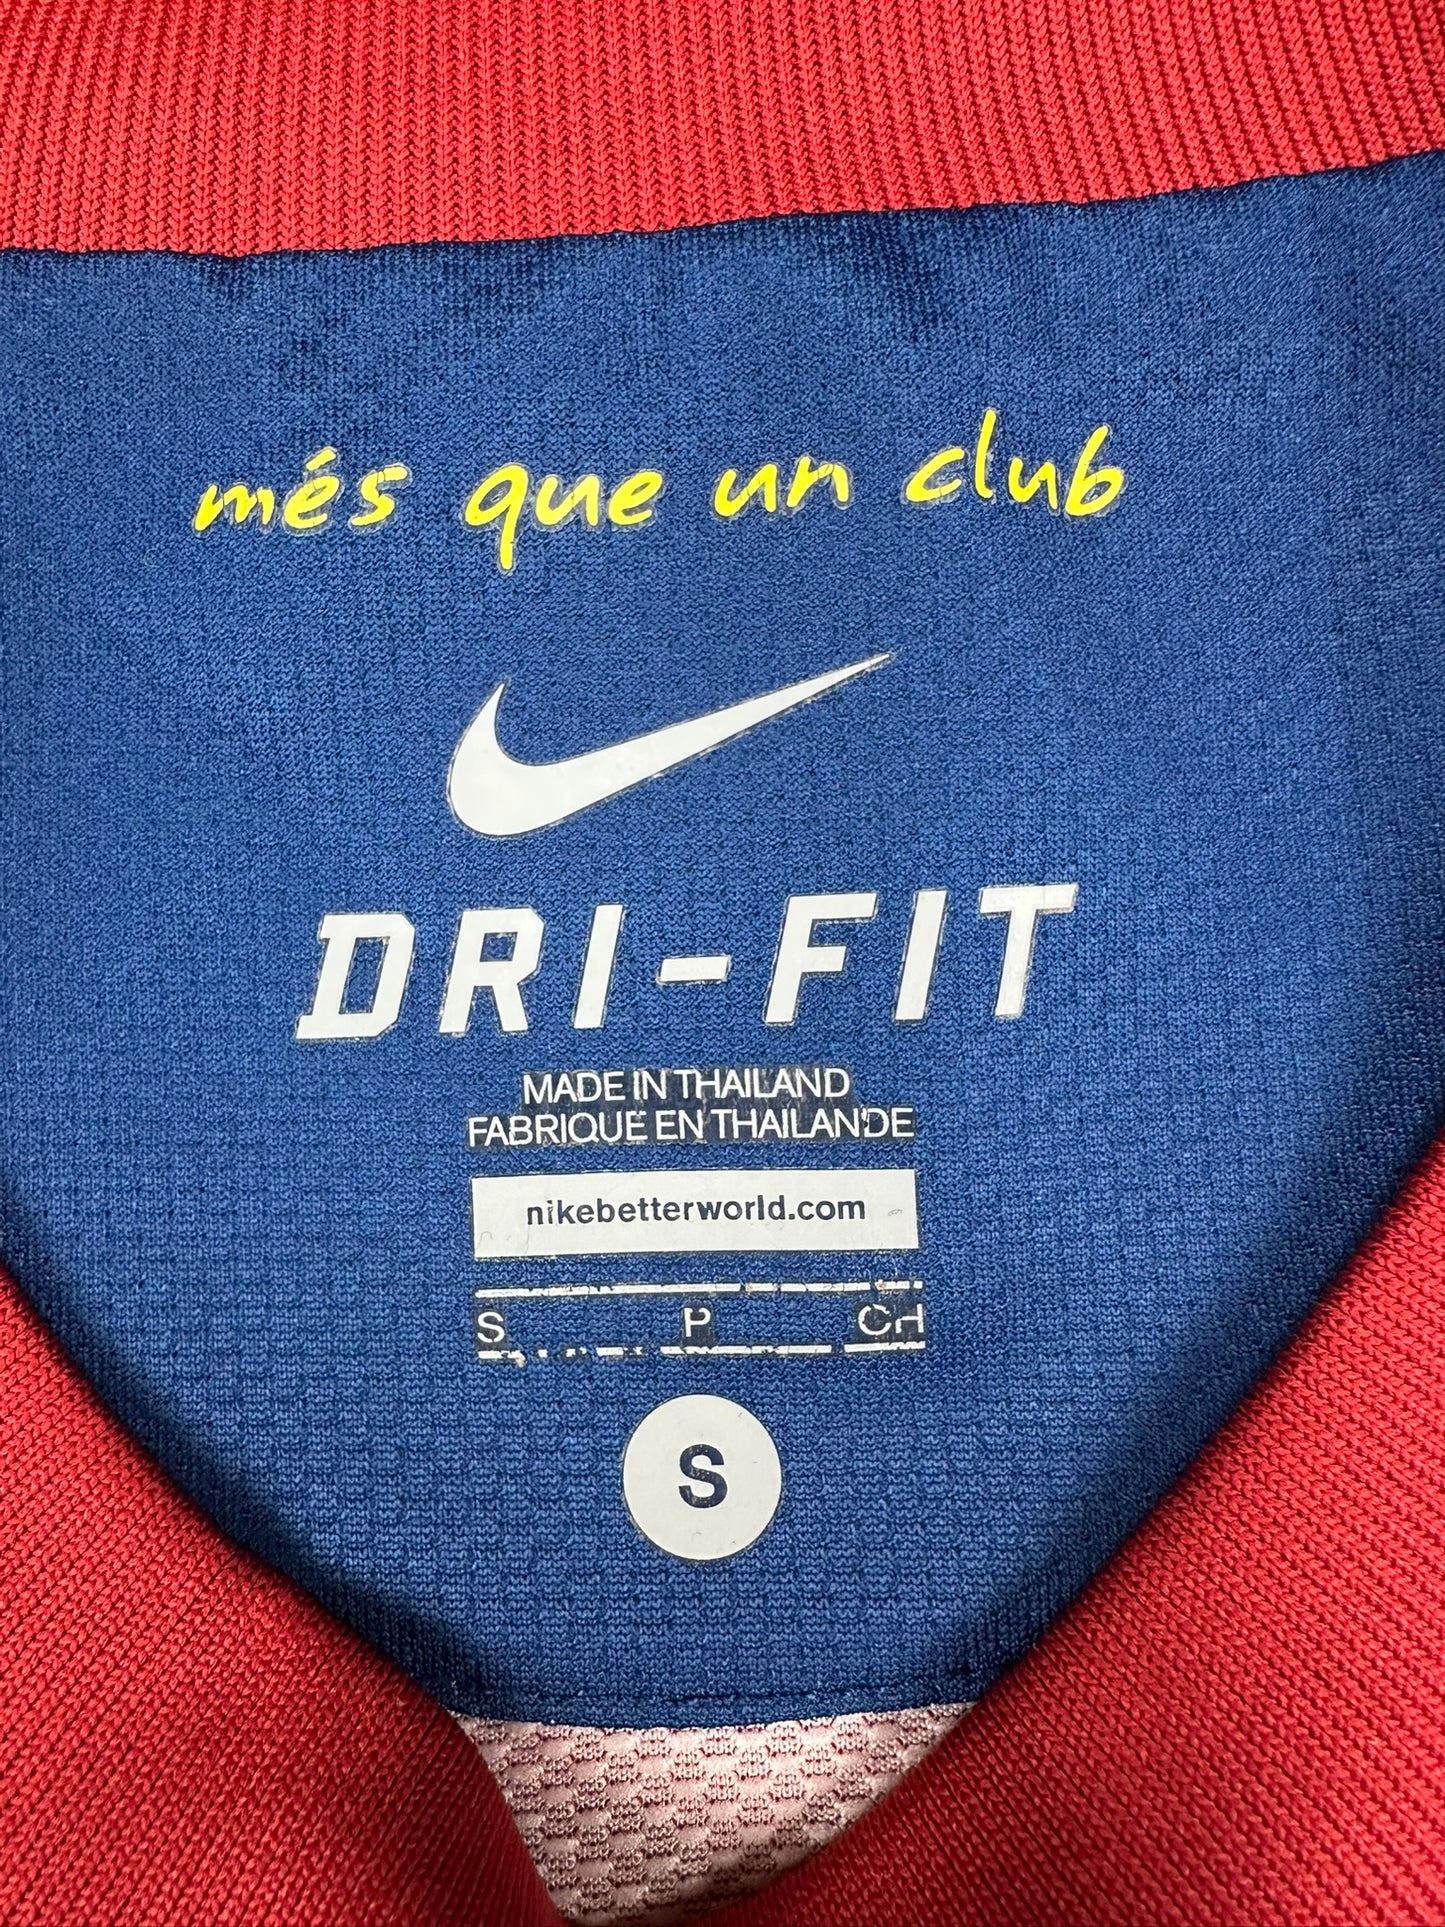 més que un club
DRI-FIT
MADE IN THAILAND
FABRIQUE EN THAILANDE
nikebetterworld.com
S P CH
S